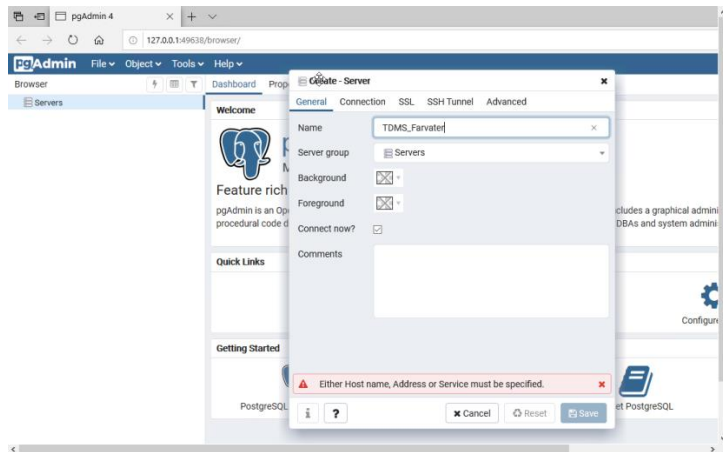 pgAdmin 4
127.0.0.1:49638/browser/
pgAdmin File Object Tools Help
Browser
Servers
Dashboard Prop
Welcome
Feature rich
pgAdmin is an Op
procedural code d
cludes a graphical admini
DBAs and system adminis
Quick Links
Configure
Getting Started
PostgreSQL
et PostgreSQL
Create - Server
General Connection SSL SSH Tunnel Advanced
Name TDMS_Farvater
Server group Servers
Background
Foreground
Connect now?
Comments
Either Host name, Address or Service must be specified.
i ? Cancel Reset Save